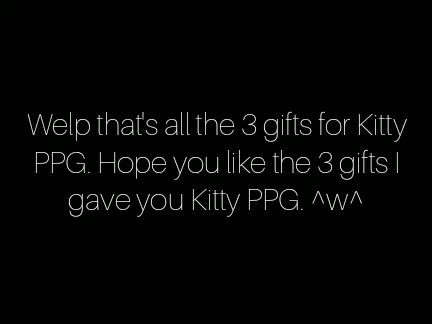 Welp that's all the 3 gifts for Kitty
PPG. Hope you like the 3 gifts I
gave you Kitty PPG. ^w^